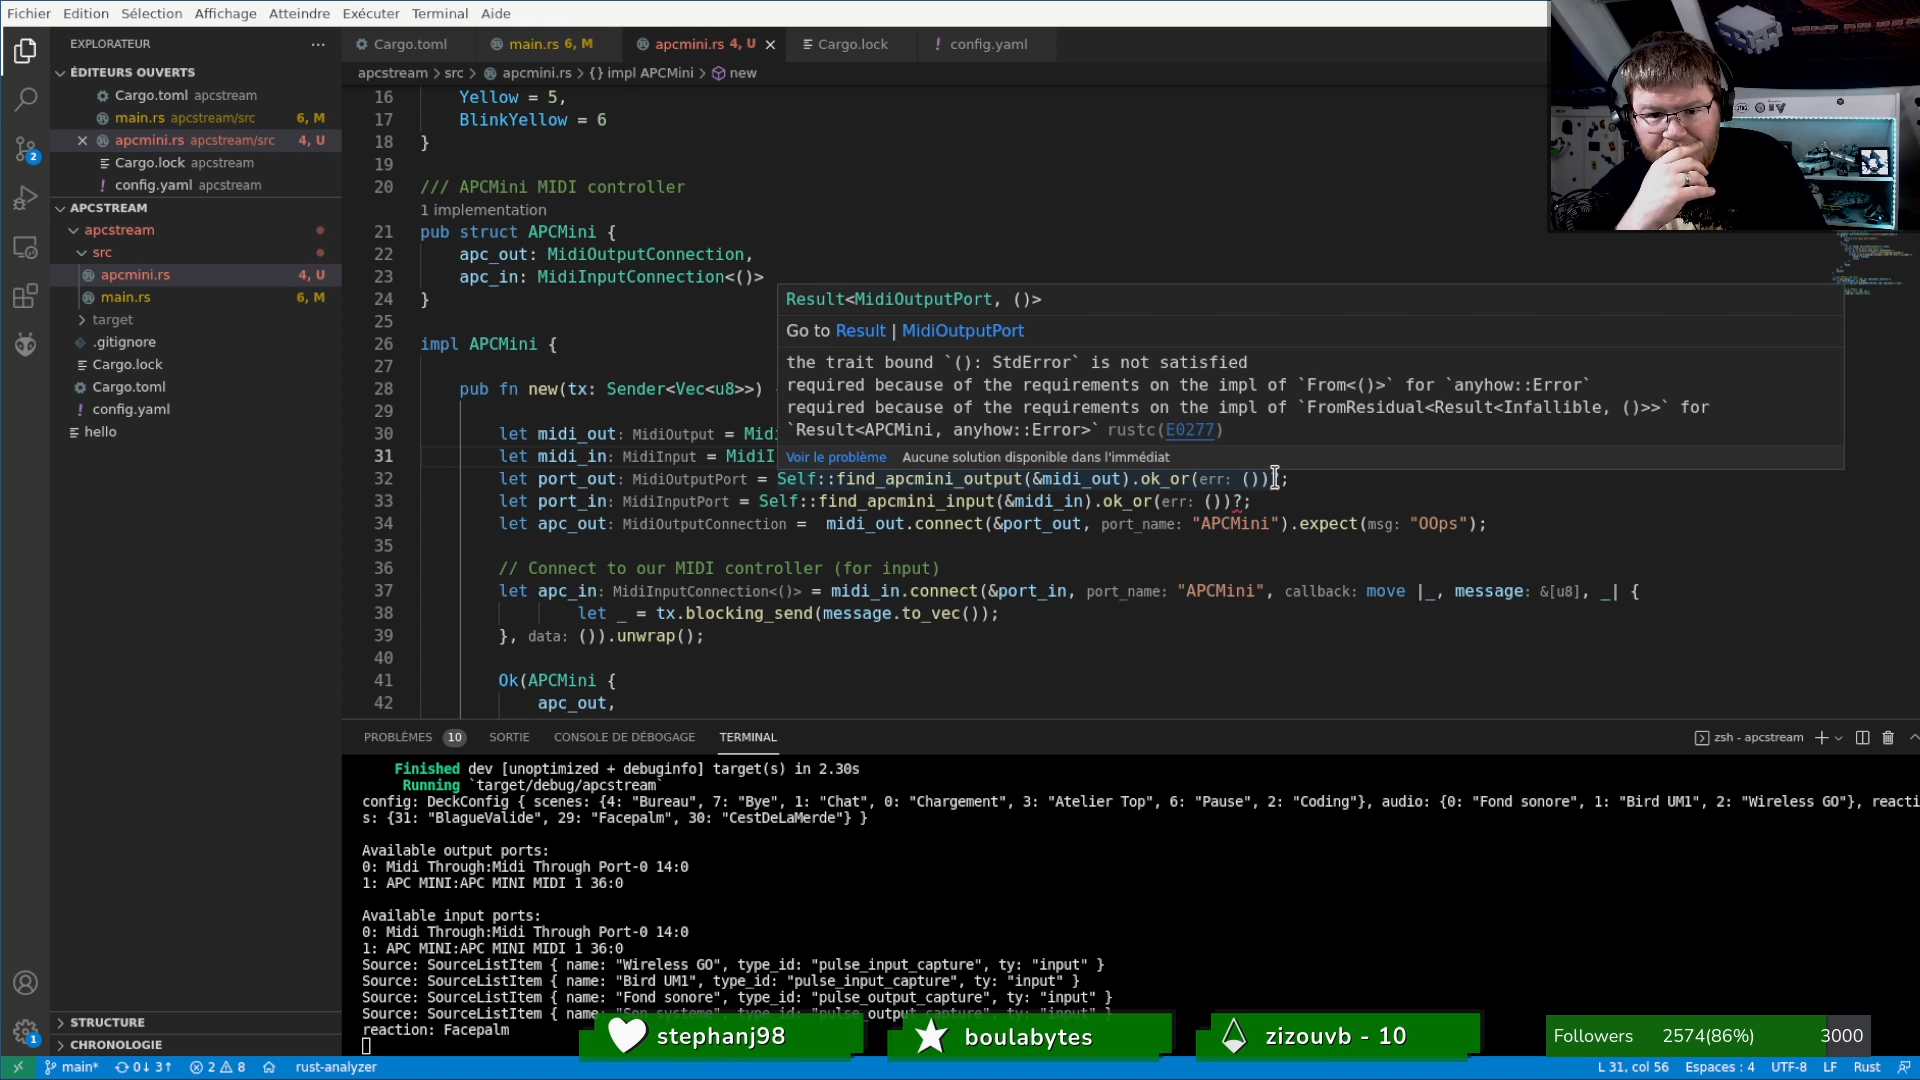 Fichier Edition Sélection Affichage Atteindre Exécuter Terminal Aide
EXPLORATEUR
ÉDITEURS OUVERTS
Cargo.toml apcstream
main.rs apcstream/src 6, M
apcmini.rs apcstream/src 4, U
Cargo.lock apcstream
config.yaml apcstream
APCSTREAM
apcstream
src
apcmini.rs 4, U
main.rs 6, M
target
.gitignore
Cargo.lock
Cargo.toml
config.yaml
hello
STRUCTURE
CHRONOLOGIE
2
1
Cargo.toml main.rs 6, M apcmini.rs 4, U Cargo.lock config.yaml
apcstream > src > apcmini.rs > {} impl APCMini > new
16 Yellow = 5,
17 BlinkYellow = 6
18 }
19
20 /// APCMini MIDI controller
1 implementation
21 pub struct APCMini {
22 apc_out: MidiOutputConnection,
23 apc_in: MidiInputConnection<()>
24 }
25
26 impl APCMini {
27
28 pub fn new(tx: Sender<Vec<u8>>)
29
30 let midi_out: MidiOutput = Mid
31 let midi_in: MidiInput = MidiI
32 let port_out: MidiOutputPort = Self::find_apcmini_output(&midi_out).ok_or(err: ())?;
33 let port_in: MidiInputPort = Self::find_apcmini_input(&midi_in).ok_or(err: ())?;
34 let apc_out: MidiOutputConnection = midi_out.connect(&port_out, port_name: "APCMini").expect(msg: "OOps");
35
36 // Connect to our MIDI controller (for input)
37 let apc_in: MidiInputConnection<()> = midi_in.connect(&port_in, port_name: "APCMini", callback: move |_, message: &[u8], _| {
38 let _ = tx.blocking_send(message.to_vec());
39 }, data: ()).unwrap();
40
41 Ok(APCMini {
42 apc_out,
Result<MidiOutputPort, ()>
Go to Result | MidiOutputPort
the trait bound `(): StdError` is not satisfied
required because of the requirements on the impl of `From<()>` for `anyhow::Error`
required because of the requirements on the impl of `FromResidual<Result<Infallible, ()>>` for
`Result<APCMini, anyhow::Error>` rustc(E0277)
Voir le problème Aucune solution disponible dans l'immédiat
PROBLÈMES 10 SORTIE CONSOLE DE DÉBOGAGE TERMINAL zsh - apcstream
Finished dev [unoptimized + debuginfo] target(s) in 2.30s
Running `target/debug/apcstream`
config: DeckConfig { scenes: {4: "Bureau", 7: "Bye", 1: "Chat", 0: "Chargement", 3: "Atelier Top", 6: "Pause", 2: "Coding"}, audio: {0: "Fond sonore", 1: "Bird UM1", 2: "Wireless GO"}, reacti
s: {31: "BlagueValide", 29: "Facepalm", 30: "CestDeLaMerde"} }
Available output ports:
0: Midi Through:Midi Through Port-0 14:0
1: APC MINI:APC MINI MIDI 1 36:0
Available input ports:
0: Midi Through:Midi Through Port-0 14:0
1: APC MINI:APC MINI MIDI 1 36:0
Source: SourceListItem { name: "Wireless GO", type_id: "pulse_input_capture", ty: "input" }
Source: SourceListItem { name: "Bird UM1", type_id: "pulse_input_capture", ty: "input" }
Source: SourceListItem { name: "Fond sonore", type_id: "pulse_output_capture", ty: "input" }
Source: SourceListItem { name: "Son systeme", type_id: "pulse_output_capture", ty: "input" }
reaction: Facepalm
stephanj98 boulabytes zizouvb - 10 Followers 2574(86%) 3000
main* 0↓ 3↑ 2 8 rust-analyzer L 31, col 56 Espaces : 4 UTF-8 LF Rust